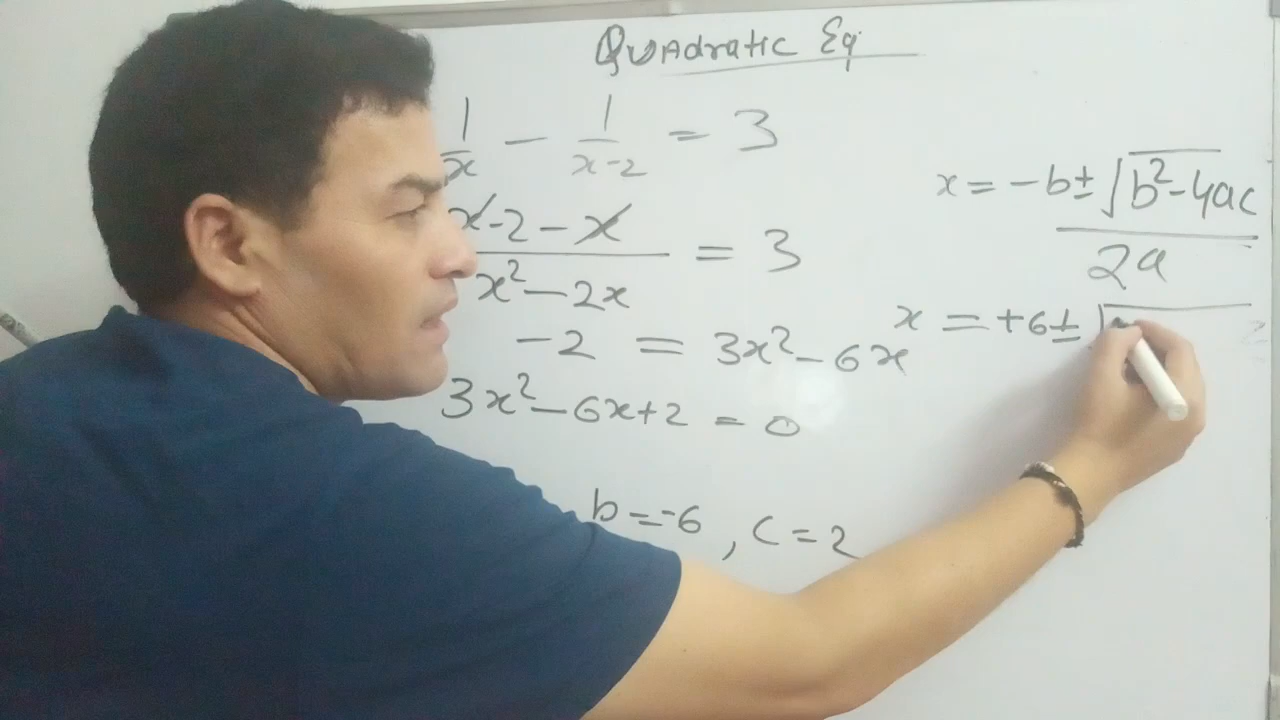 Quadratic Eq
1/x - 1/(x-2) = 3
(x-2-x)/(x²-2x) = 3
-2 = 3x²-6x
3x²-6x+2 = 0
b=-6, c=2
x = -b±√(b²-4ac)
2a
x = +6±√